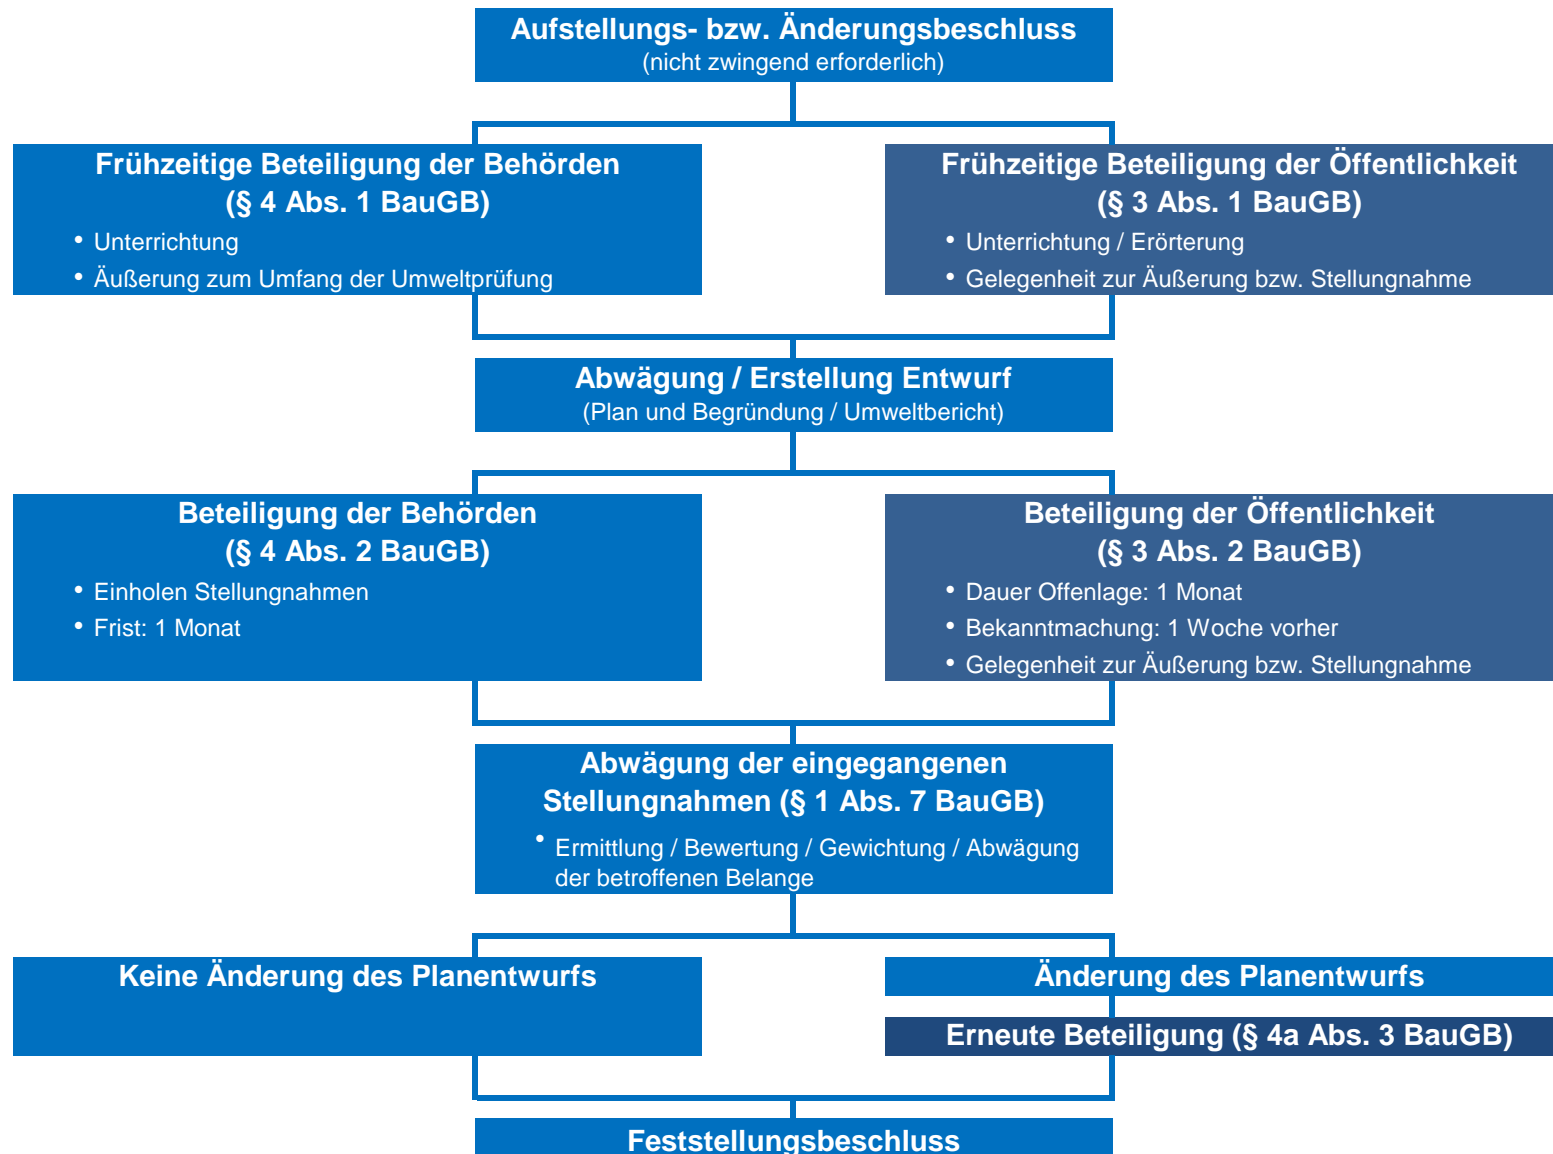 Aufstellungs- bzw. Änderungsbeschluss
(nicht zwingend erforderlich)
Frühzeitige Beteiligung der Behörden
(§ 4 Abs. 1 BauGB)
• Unterrichtung
• Äußerung zum Umfang der Umweltprüfung
Frühzeitige Beteiligung der Öffentlichkeit
(§ 3 Abs. 1 BauGB)
• Unterrichtung / Erörterung
• Gelegenheit zur Äußerung bzw. Stellungnahme
Abwägung / Erstellung Entwurf
(Plan und Begründung / Umweltbericht)
Beteiligung der Behörden
(§ 4 Abs. 2 BauGB)
• Einholen Stellungnahmen
• Frist: 1 Monat
Beteiligung der Öffentlichkeit
(§ 3 Abs. 2 BauGB)
• Dauer Offenlage: 1 Monat
• Bekanntmachung: 1 Woche vorher
• Gelegenheit zur Äußerung bzw. Stellungnahme
Abwägung der eingegangenen
Stellungnahmen (§ 1 Abs. 7 BauGB)
• Ermittlung / Bewertung / Gewichtung / Abwägung
der betroffenen Belange
Keine Änderung des Planentwurfs
Änderung des Planentwurfs
Erneute Beteiligung (§ 4a Abs. 3 BauGB)
Feststellungsbeschluss